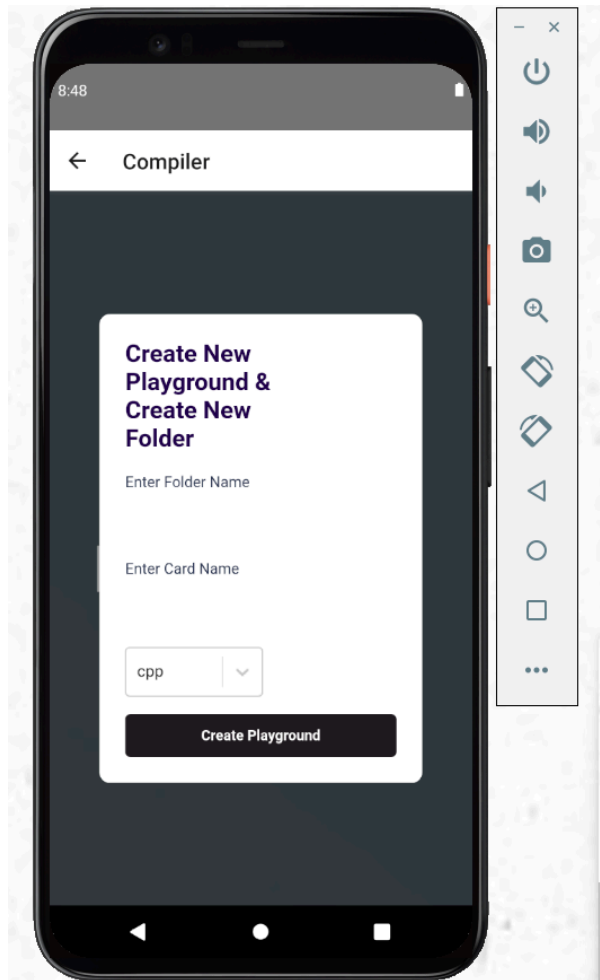 8:48
Compiler
Create New
Playground &
Create New
Folder
Enter Folder Name
Enter Card Name
cpp
Create Playground